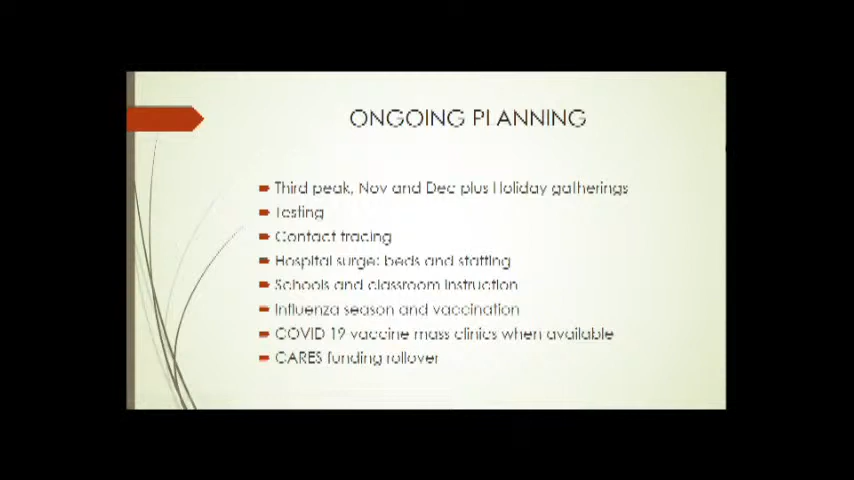 ONGOING PLANNING
Third peak, Nov and Dec plus Holiday gatherings
Testing
Contact tracing
Hospital surge: beds and staffing
Schools and classroom instruction
Influenza season and vaccination
COVID 19 vaccine mass clinics when available
CARES funding rollover